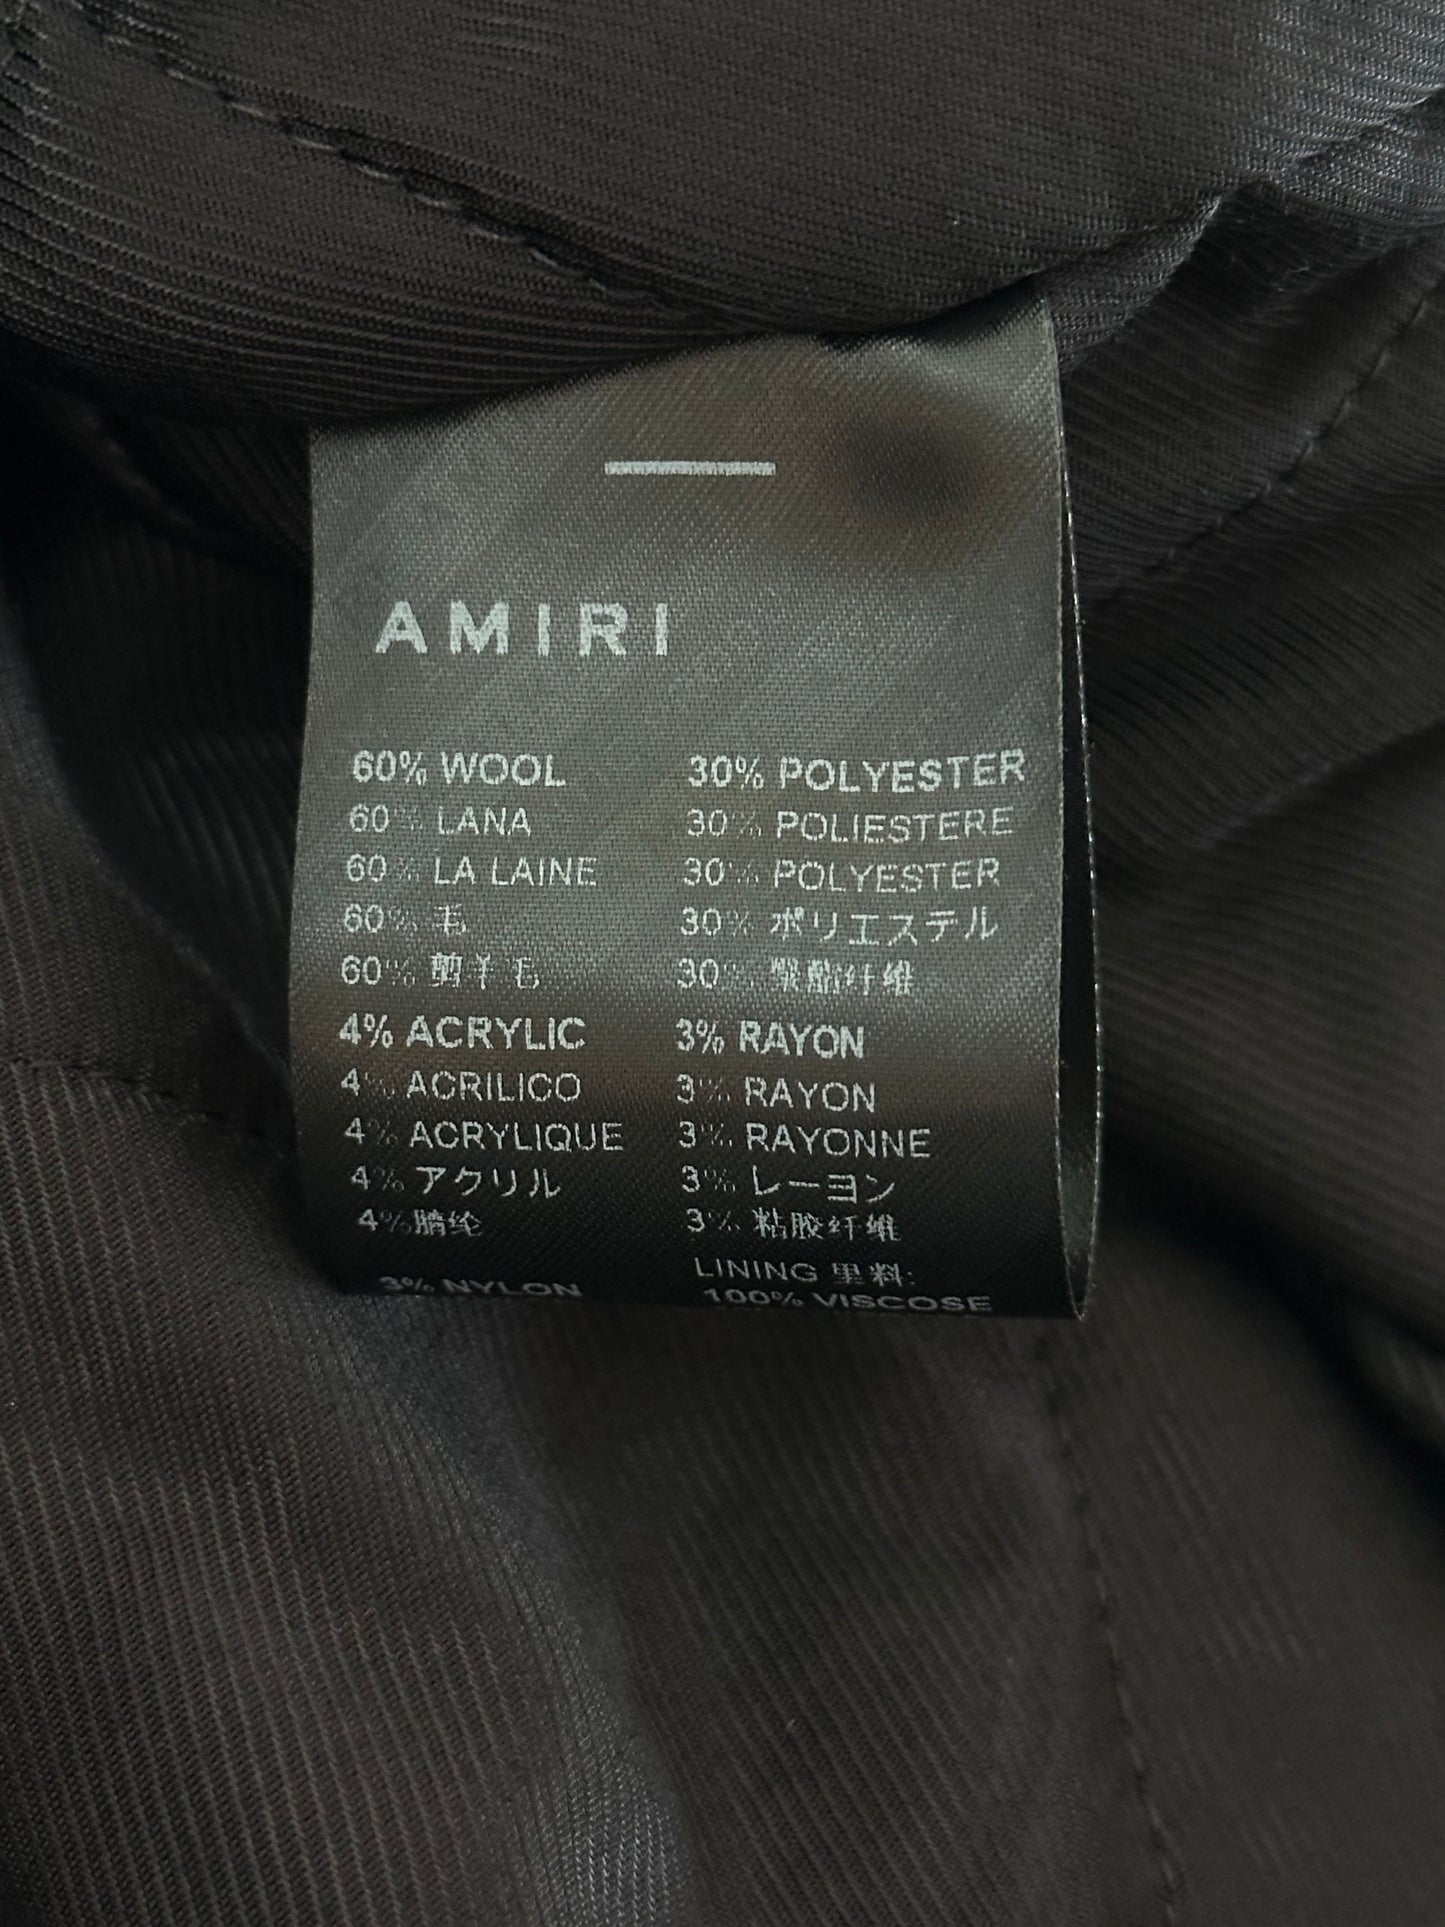 AMIRI
60% WOOL
60% LANA
60% LA LAINE
60% 毛
60% 剪羊毛
4% ACRYLIC
4% ACRILICO
4% ACRYLIQUE
4% アクリル
4%腈纶
3% NYLON
30% POLYESTER
30% POLIESTERE
30% POLYESTER
30% ポリエステル
30% 聚酯纤维
3% RAYON
3% RAYON
3% RAYONNE
3% レーヨン
3% 粘胶纤维
LINING 里料:
100% VISCOSE